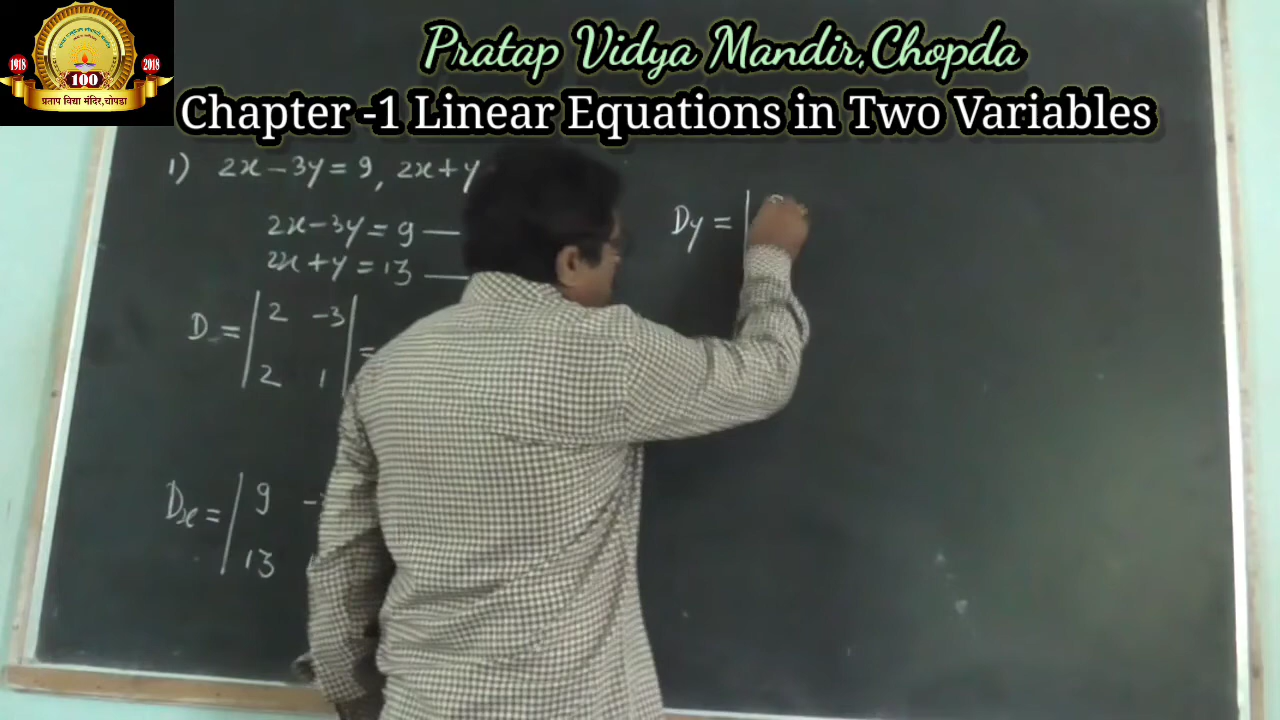 Pratap Vidya Mandir,Chopda
1918 2018
100
प्रताप विद्या मंदिर,चोपडा
Chapter -1 Linear Equations in Two Variables
1) 2x - 3y = 9, 2x + y
2x - 3y = 9 —
2x + y = 13 —
D = | 2 -3 | =
2 1
Dx = | 9 -
13
Dy = |